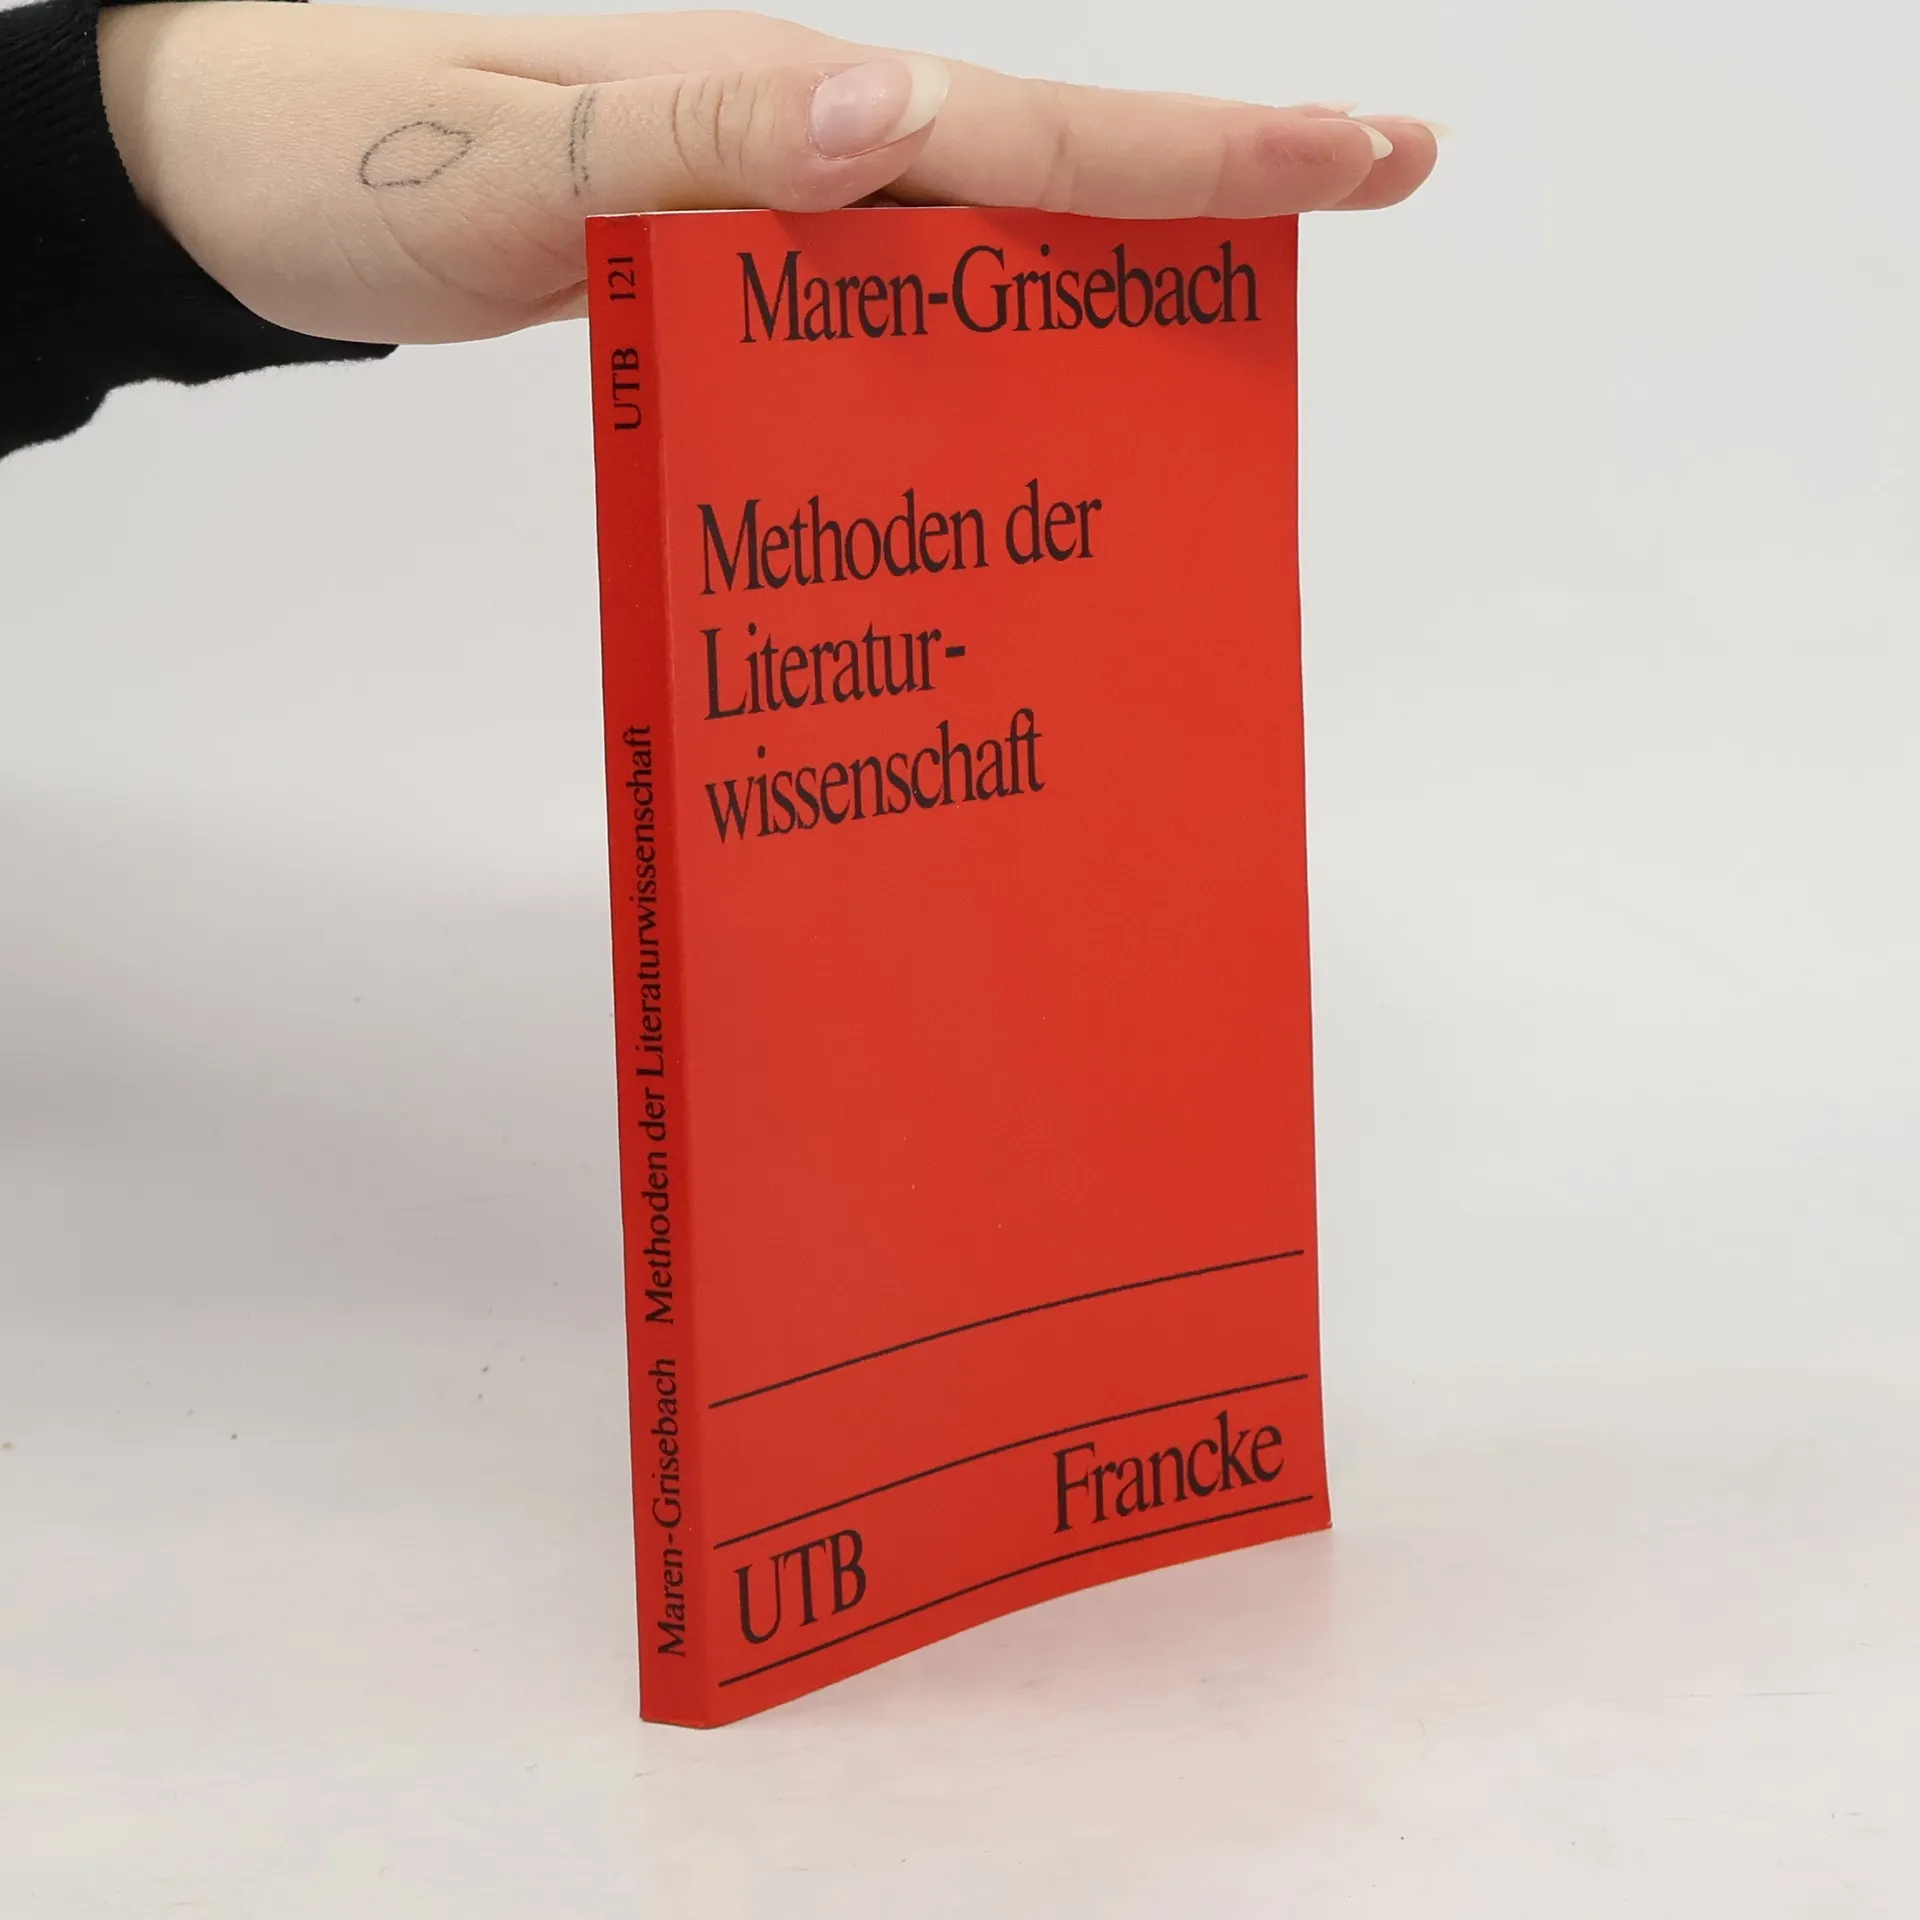 Maren-Grisebach
Methoden der
Literatur-
wissenschaft
Francke
UTB
Maren-Grisebach Methoden der Literaturwissenschaft UTB 121